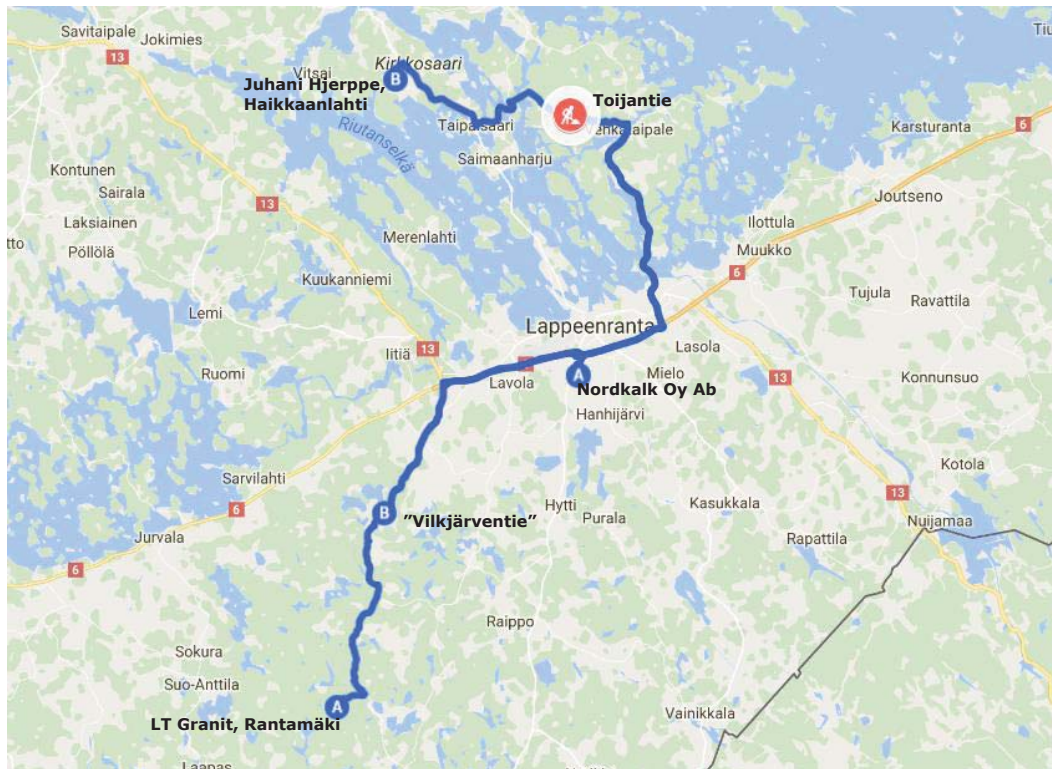 Savitaipale
Jokimies
13
Kirkkosaari
Vitsai
B
Juhani Hjerppe,
Haikkaanlahti
Toijantie
Taipalsaari
Karsturanta
6
Riutanselkä
Saimaanharju
Kontunen
Sairala
13
Joutseno
Laksiainen
Ilottula
Pöllölä
Merenlahti
Muukko
6
Kuukanniemi
Tujula
Ravattila
Lemi
Lappeenranta
Iitiä
13
Lasola
Ruomi
Lavola
A
Mielo
13
Konnunsuo
Nordkalk Oy Ab
Hanhijärvi
Sarvilahti
Kotola
6
13
B
"Vilkjärventie"
Hytti
Kasukkala
Purala
Nuijamaa
Jurvala
Rapattila
6
Raippo
Sokura
Suo-Anttila
A
LT Granit, Rantamäki
Vainikkala